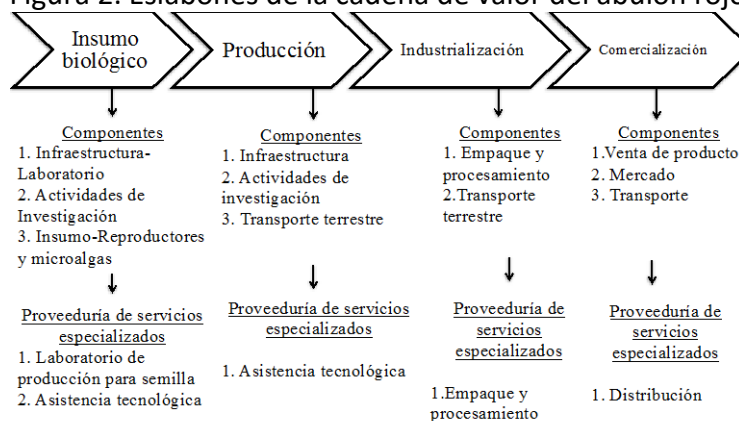 Figura 2. Eslabones de la cadena de valor del abulón rojo
Insumo
biológico
Producción
Industrialización
Comercialización
Componentes
1. Infraestructura-
Laboratorio
2. Actividades de
Investigación
3. Insumo-Reproductores
y microalgas
Componentes
1. Infraestructura
2. Actividades de
investigación
3. Transporte terrestre
Componentes
1. Empaque y
procesamiento
2.Transporte
terrestre
Componentes
1.Venta de producto
2. Mercado
3. Transporte
Proveeduría de servicios
especializados
1. Laboratorio de
producción para semilla
2. Asistencia tecnológica
Proveeduría de servicios
especializados
1. Asistencia tecnológica
Proveeduría de
servicios
especializados
1.Empaque y
procesamiento
Proveeduría de
servicios
especializados
1. Distribución